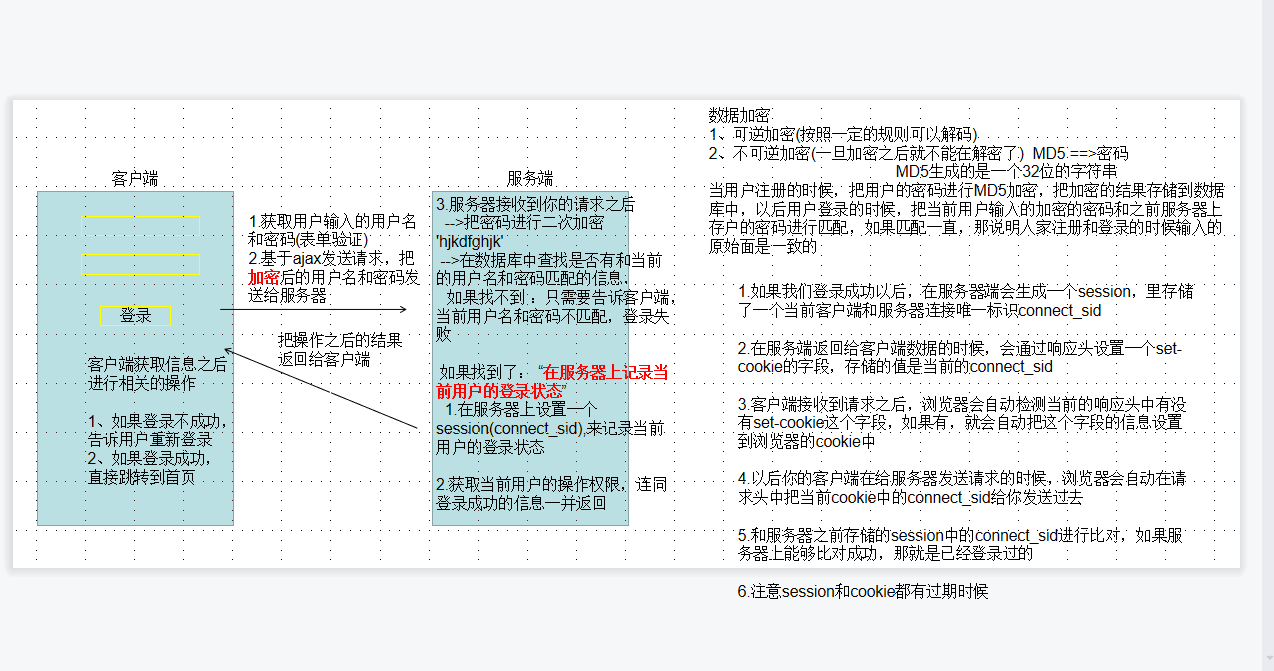 客户端
登录
客户端获取信息之后
进行相关的操作
1、如果登录不成功，
告诉用户重新登录
2、如果登录成功，
直接跳转到首页
1.获取用户输入的用户名
和密码(表单验证)
2.基于ajax发送请求，把
加密后的用户名和密码发
送给服务器
把操作之后的结果
返回给客户端
服务端
3.服务器接收到你的请求之后
-->把密码进行二次加密
'hjkdfghjk'
-->在数据库中查找是否有和当前
的用户名和密码匹配的信息.
如果找不到：只需要告诉客户端，
当前用户名和密码不匹配，登录失
败
如果找到了： “在服务器上记录当
前用户的登录状态”
1.在服务器上设置一个
session(connect_sid),来记录当前
用户的登录状态
2.获取当前用户的操作权限，连同
登录成功的信息一并返回
数据加密
1、可逆加密(按照一定的规则可以解码)
2、不可逆加密(一旦加密之后就不能在解密了) MD5 ==>密码
MD5生成的是一个32位的字符串
当用户注册的时候，把用户的密码进行MD5加密，把加密的结果存储到数据
库中，以后用户登录的时候，把当前用户输入的加密的密码和之前服务器上
存户的密码进行匹配，如果匹配一直，那说明人家注册和登录的时候输入的
原始面是一致的
1.如果我们登录成功以后，在服务器端会生成一个session，里存储
了一个当前客户端和服务器连接唯一标识connect_sid
2.在服务端返回给客户端数据的时候，会通过响应头设置一个set-
cookie的字段，存储的值是当前的connect_sid
3.客户端接收到请求之后，浏览器会自动检测当前的响应头中有没
有set-cookie这个字段，如果有，就会自动把这个字段的信息设置
到浏览器的cookie中
4.以后你的客户端在给服务器发送请求的时候，浏览器会自动在请
求头中把当前cookie中的connect_sid给你发送过去
5.和服务器之前存储的session中的connect_sid进行比对，如果服
务器上能够比对成功，那就是已经登录过的
6.注意session和cookie都有过期时候